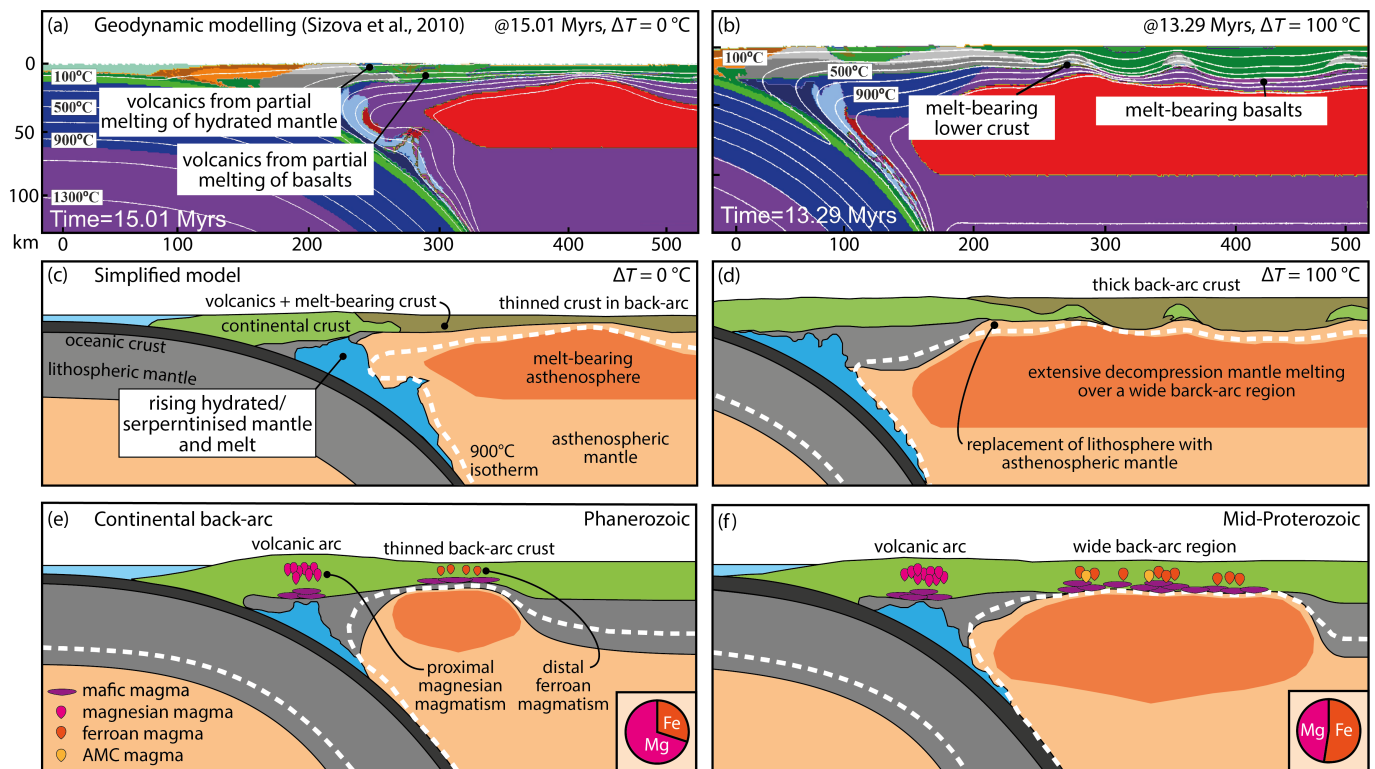 (a) Geodynamic modelling (Sizova et al., 2010) @15.01 Myrs, ΔT = 0 °C
0
100°C
500°C
50
900°C
1300°C
100
volcanics from partial
melting of hydrated mantle
volcanics from partial
melting of basalts
Time=15.01 Myrs
km 0 100 200 300 400 500
(b) @13.29 Myrs, ΔT = 100 °C
100°C
500°C
900°C
melt-bearing
lower crust
melt-bearing basalts
Time=13.29 Myrs
0 100 200 300 400 500
(c) Simplified model ΔT = 0 °C
volcanics + melt-bearing crust
thinned crust in back-arc
continental crust
oceanic crust
lithospheric mantle
melt-bearing
asthenosphere
rising hydrated/
serperntinised mantle
and melt
900°C
isotherm
asthenospheric
mantle
(d) ΔT = 100 °C
thick back-arc crust
extensive decompression mantle melting
over a wide barck-arc region
replacement of lithosphere with
asthenospheric mantle
(e) Continental back-arc Phanerozoic
volcanic arc
thinned back-arc crust
proximal
magnesian
magmatism
distal
ferroan
magmatism
mafic magma
magnesian magma
ferroan magma
AMC magma
Fe
Mg
(f) Mid-Proterozoic
volcanic arc
wide back-arc region
Mg Fe